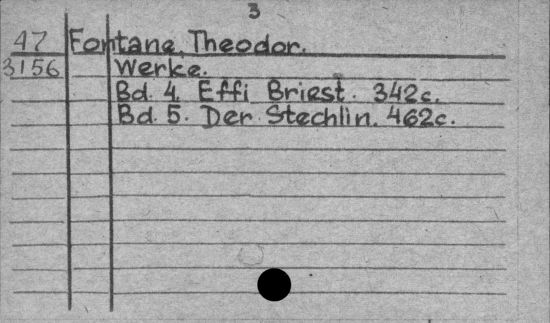 3
47 Fontane, Theodor.
3156 Werke.
Bd. 4. Effi Briest. 342c.
Bd. 5. Der Stechlin. 462c.